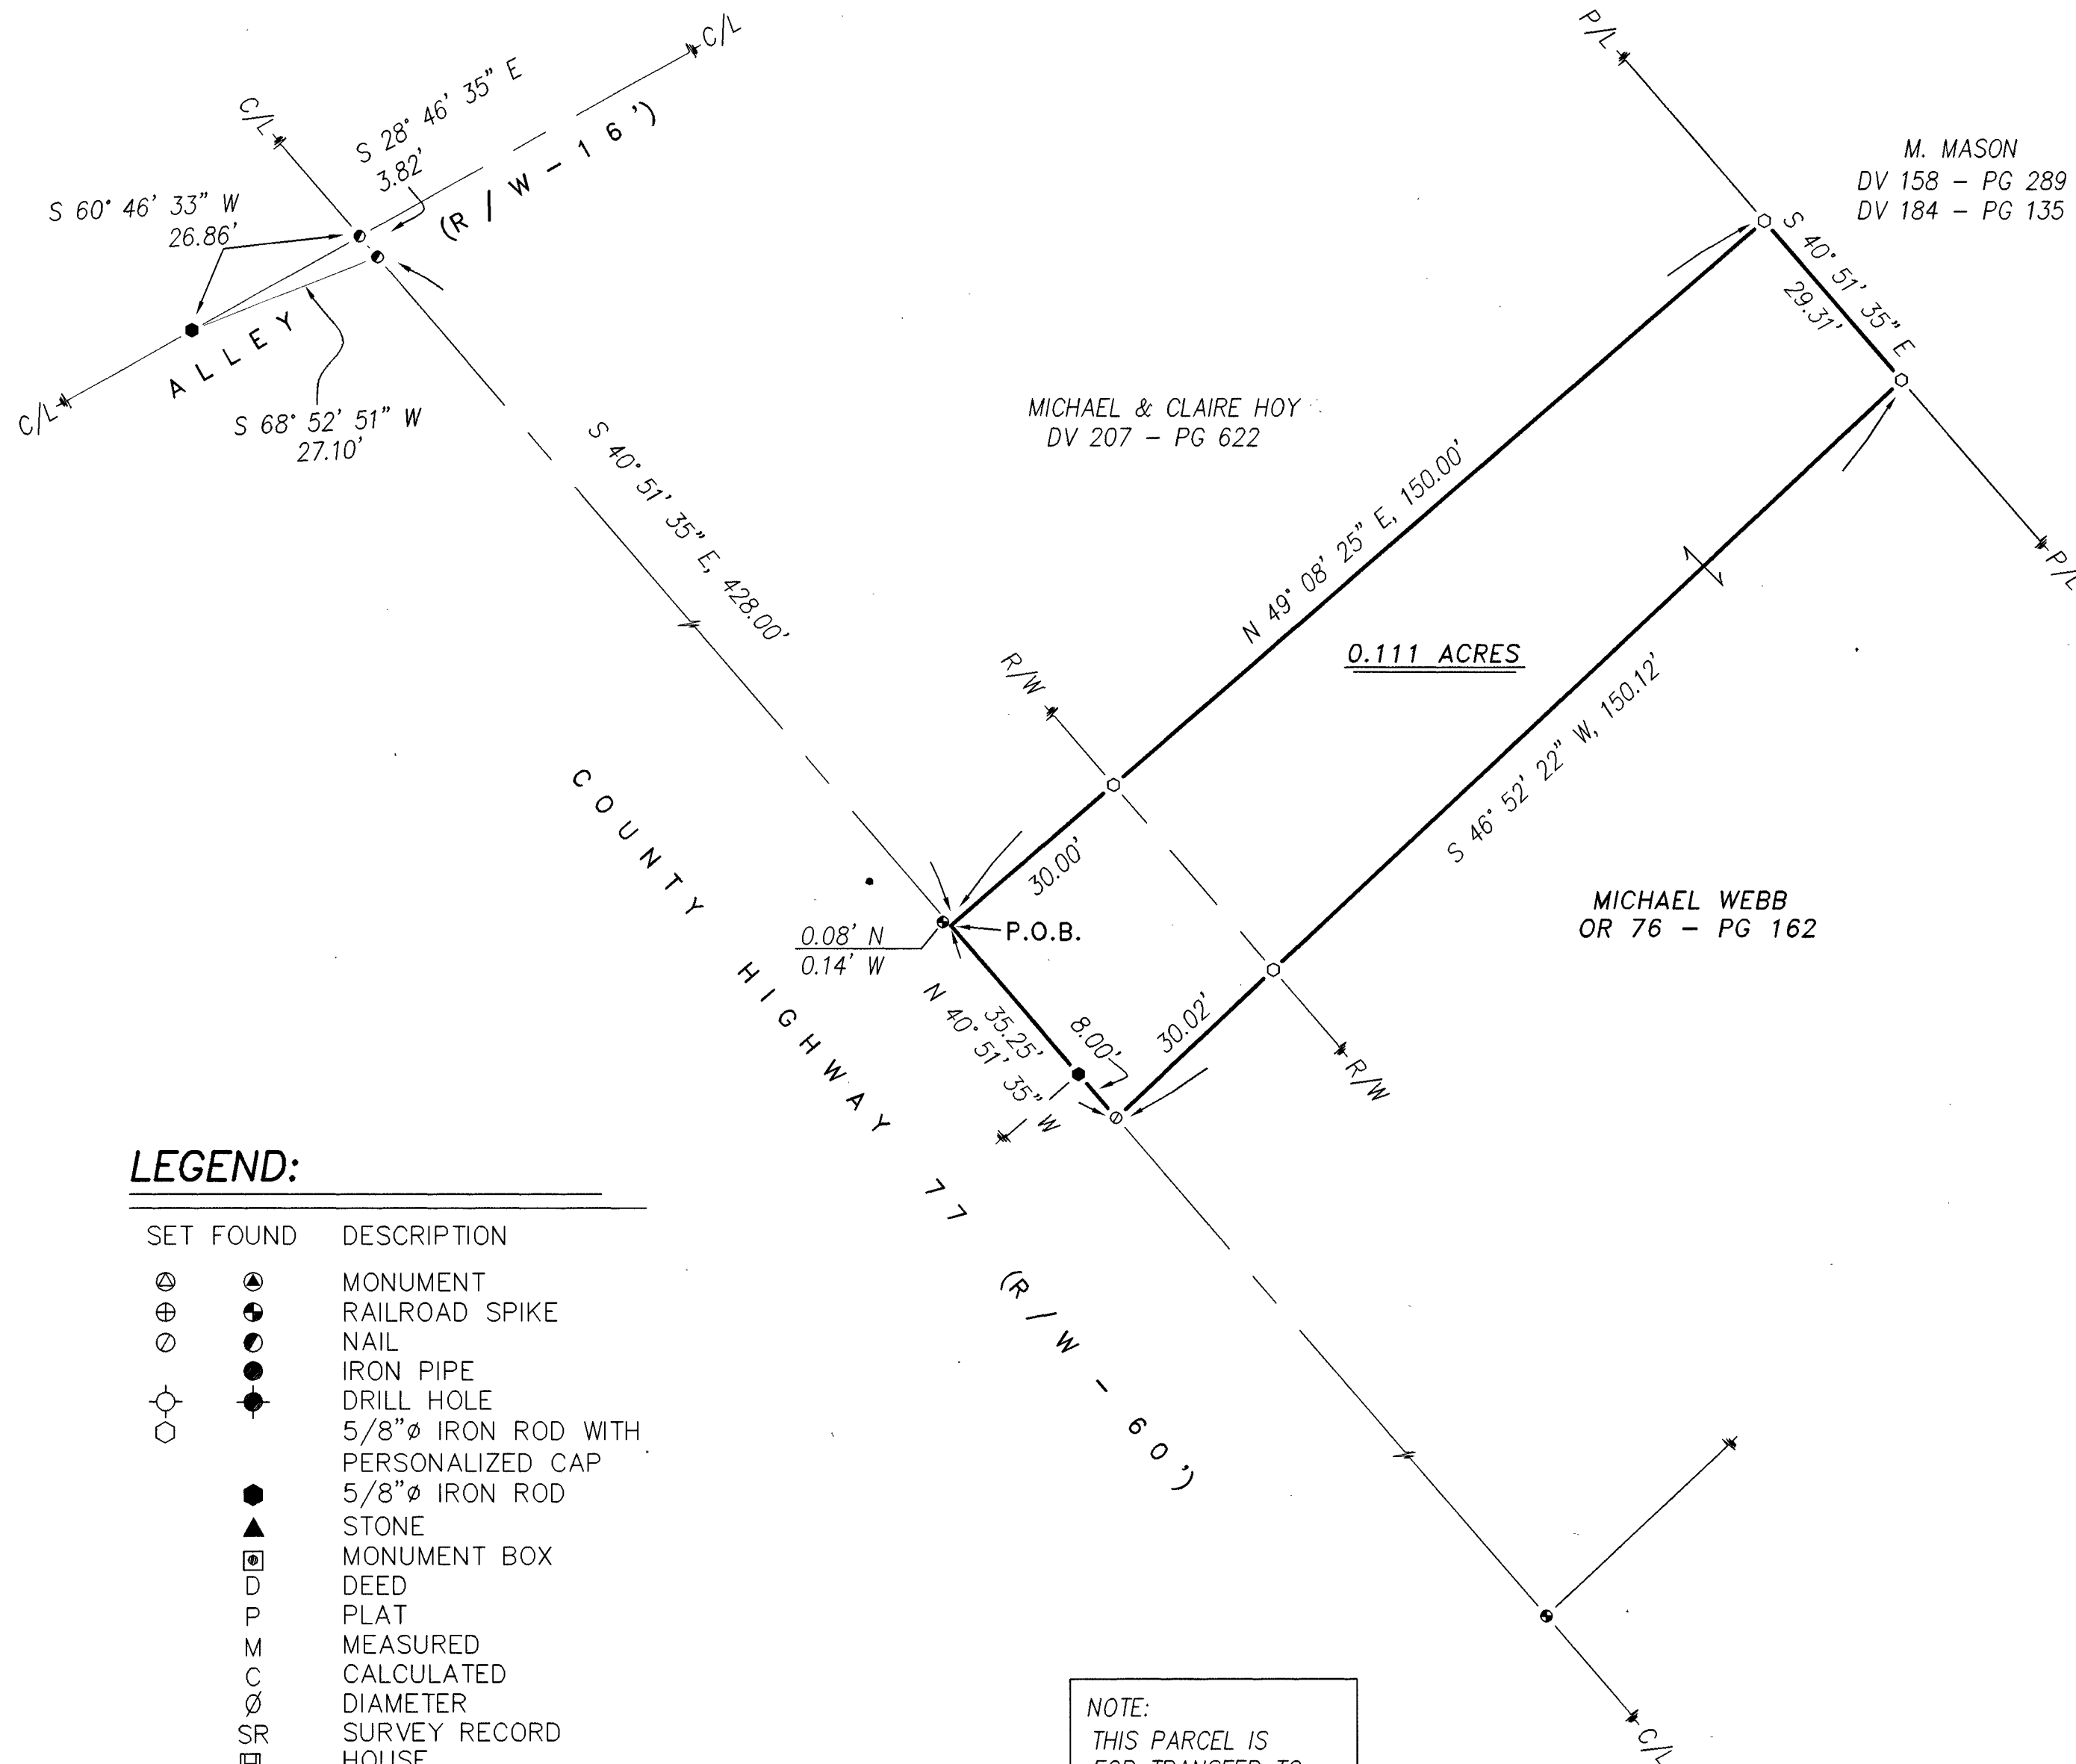 C/L
C/L
S 28° 46' 35" E
3.82'
(R/W-16')
S 60° 46' 33" W
26.86'
ALLEY
C/L
S 68° 52' 51" W
27.10'
P/L
M. MASON
DV 158 – PG 289
DV 184 – PG 135
S 40° 51' 35" E
29.31'
P/L
MICHAEL & CLAIRE HOY
DV 207 – PG 622
S 40° 51' 35" E, 428.00'
N 49° 08' 25" E, 150.00'
0.111 ACRES
S 46° 52' 22" W, 150.12'
R/W
30.00'
MICHAEL WEBB
OR 76 – PG 162
P.O.B.
0.08' N
0.14' W
35.25'
N 40° 51' 35" W
8.00'
30.02'
R/W
COUNTY HIGHWAY 77 (R/W-60')
C/L
LEGEND:
SET FOUND DESCRIPTION
MONUMENT
RAILROAD SPIKE
NAIL
IRON PIPE
DRILL HOLE
5/8"ø IRON ROD WITH
PERSONALIZED CAP
5/8"ø IRON ROD
STONE
MONUMENT BOX
D DEED
P PLAT
M MEASURED
C CALCULATED
Ø DIAMETER
SR SURVEY RECORD
HOUSE
NOTE:
THIS PARCEL IS
FOR TRANSFER TO